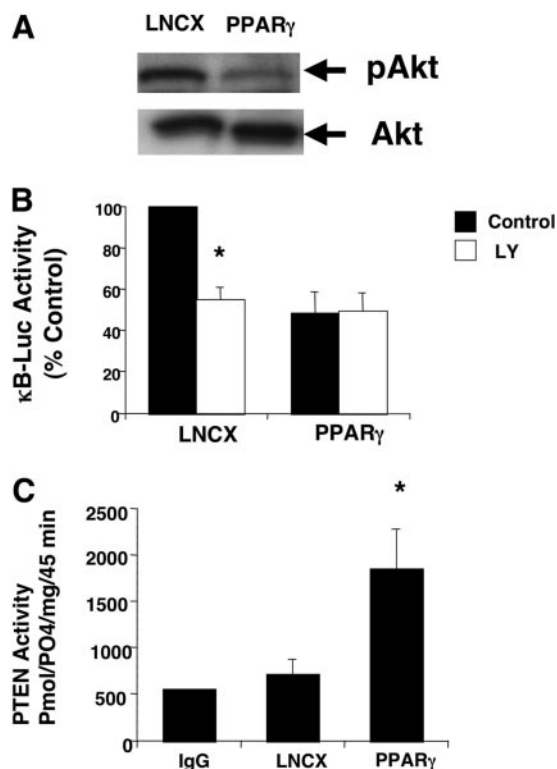 A
LNCX PPARγ
pAkt
Akt
B
κB-Luc Activity
(% Control)
100
80
60
40
20
0
*
Control
LY
LNCX PPARγ
C
PTEN Activity
Pmol/PO4/mg/45 min
2500
2000
1500
1000
500
0
*
IgG LNCX PPARγ